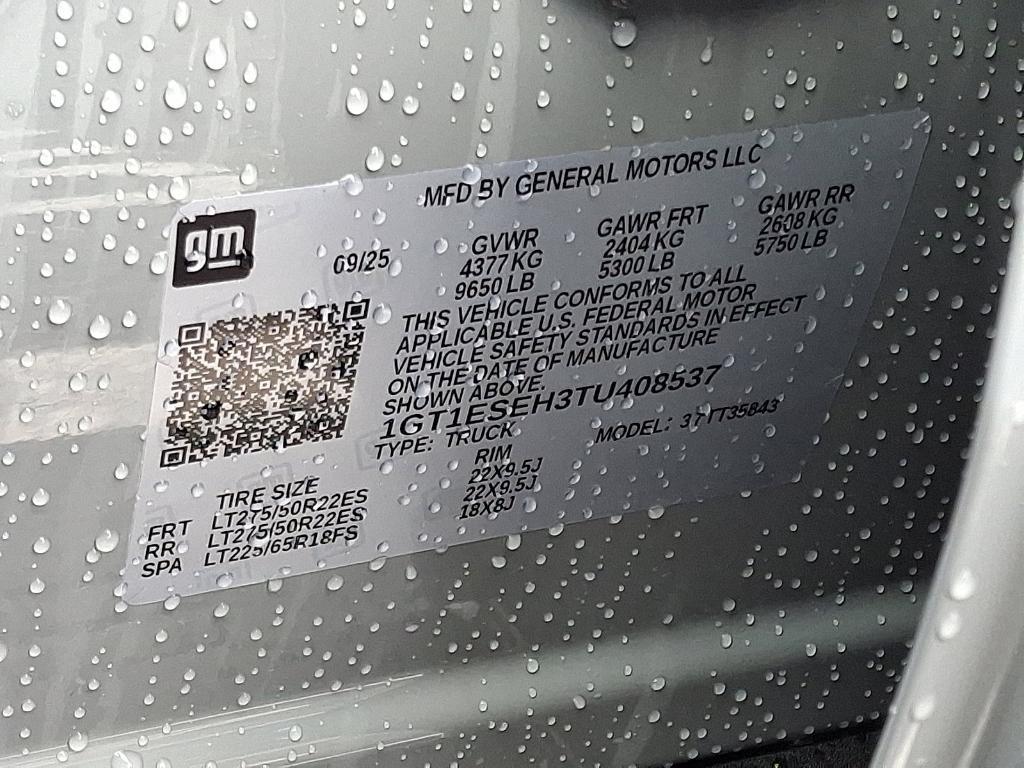 gm
MFD BY GENERAL MOTORS LLC
09/25
GVWR
4377 KG
9650 LB
GAWR FRT
2404 KG
5300 LB
GAWR RR
2608 KG
5750 LB
THIS VEHICLE CONFORMS TO ALL
APPLICABLE U.S. FEDERAL MOTOR
VEHICLE SAFETY STANDARDS IN EFFECT
ON THE DATE OF MANUFACTURE
SHOWN ABOVE.
1GT1ESEH3TU408537
TYPE: TRUCK
MODEL:
TIRE SIZE
RIM
FRT LT275/50R22ES 22X9.5J
RR LT275/50R22ES 22X9.5J
SPA LT225/65R18FS 18X8J